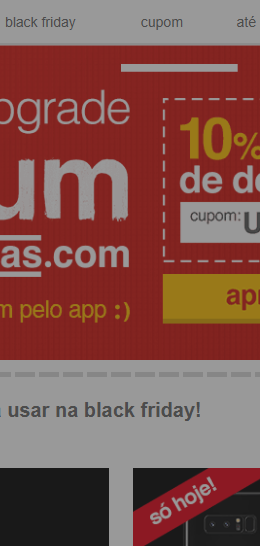 black friday cupom até
pgrade
um
as.com
m pelo app :)
10%
de de
cupom: U
apr
usar na black friday!
só hoje!